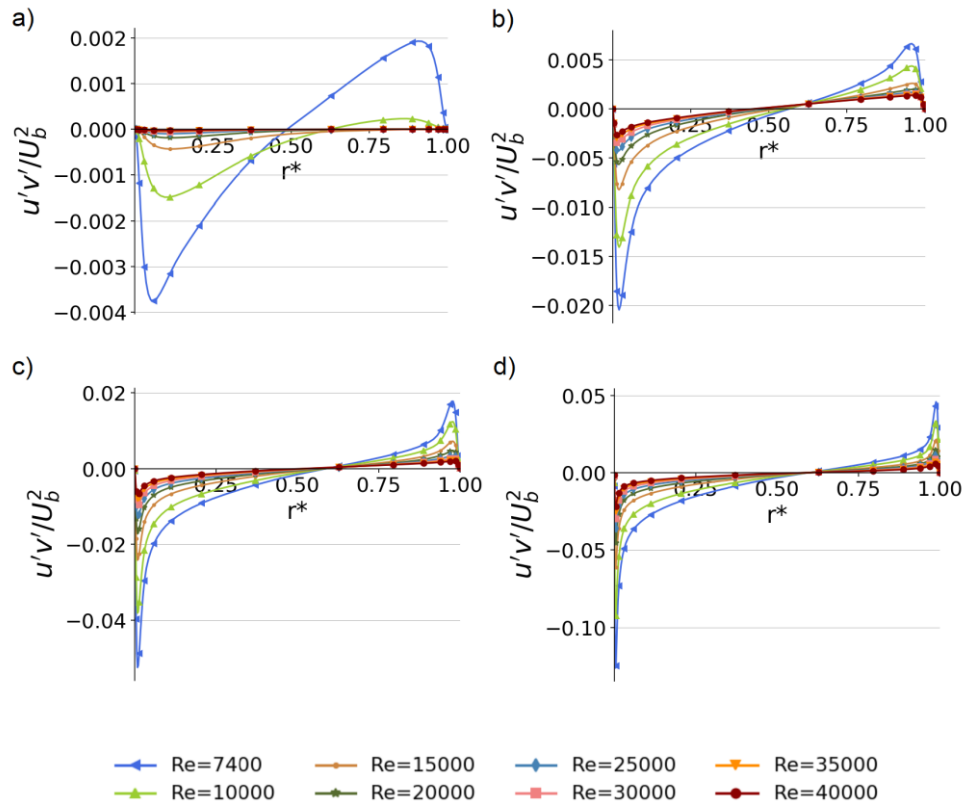 a)
0.002
0.001
0.000
−0.001
−0.002
−0.003
−0.004
u′v′/U_b^2
0.25 0.50 0.75 1.00
r*
b)
0.005
0.000
−0.005
−0.010
−0.015
−0.020
u′v′/U_b^2
0.25 0.50 0.75 1.00
r*
c)
0.02
0.00
−0.02
−0.04
u′v′/U_b^2
0.25 0.50 0.75 1.00
r*
d)
0.05
0.00
−0.05
−0.10
u′v′/U_b^2
0.25 0.50 0.75 1.00
r*
Re=7400 Re=15000 Re=25000 Re=35000
Re=10000 Re=20000 Re=30000 Re=40000